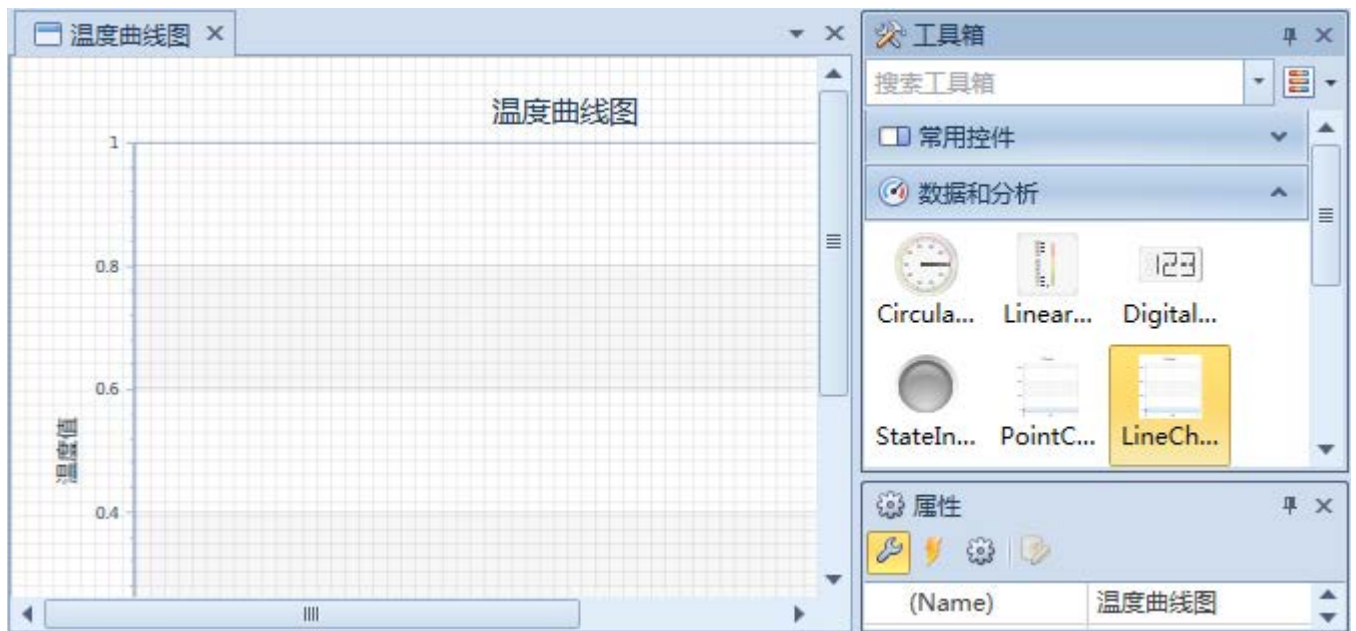 温度曲线图
温度曲线图
1
0.8
0.6
温度值
0.4
工具箱
搜索工具箱
常用控件
数据和分析
Circula... Linear... Digital...
StateIn... PointC... LineCh...
属性
(Name) 温度曲线图